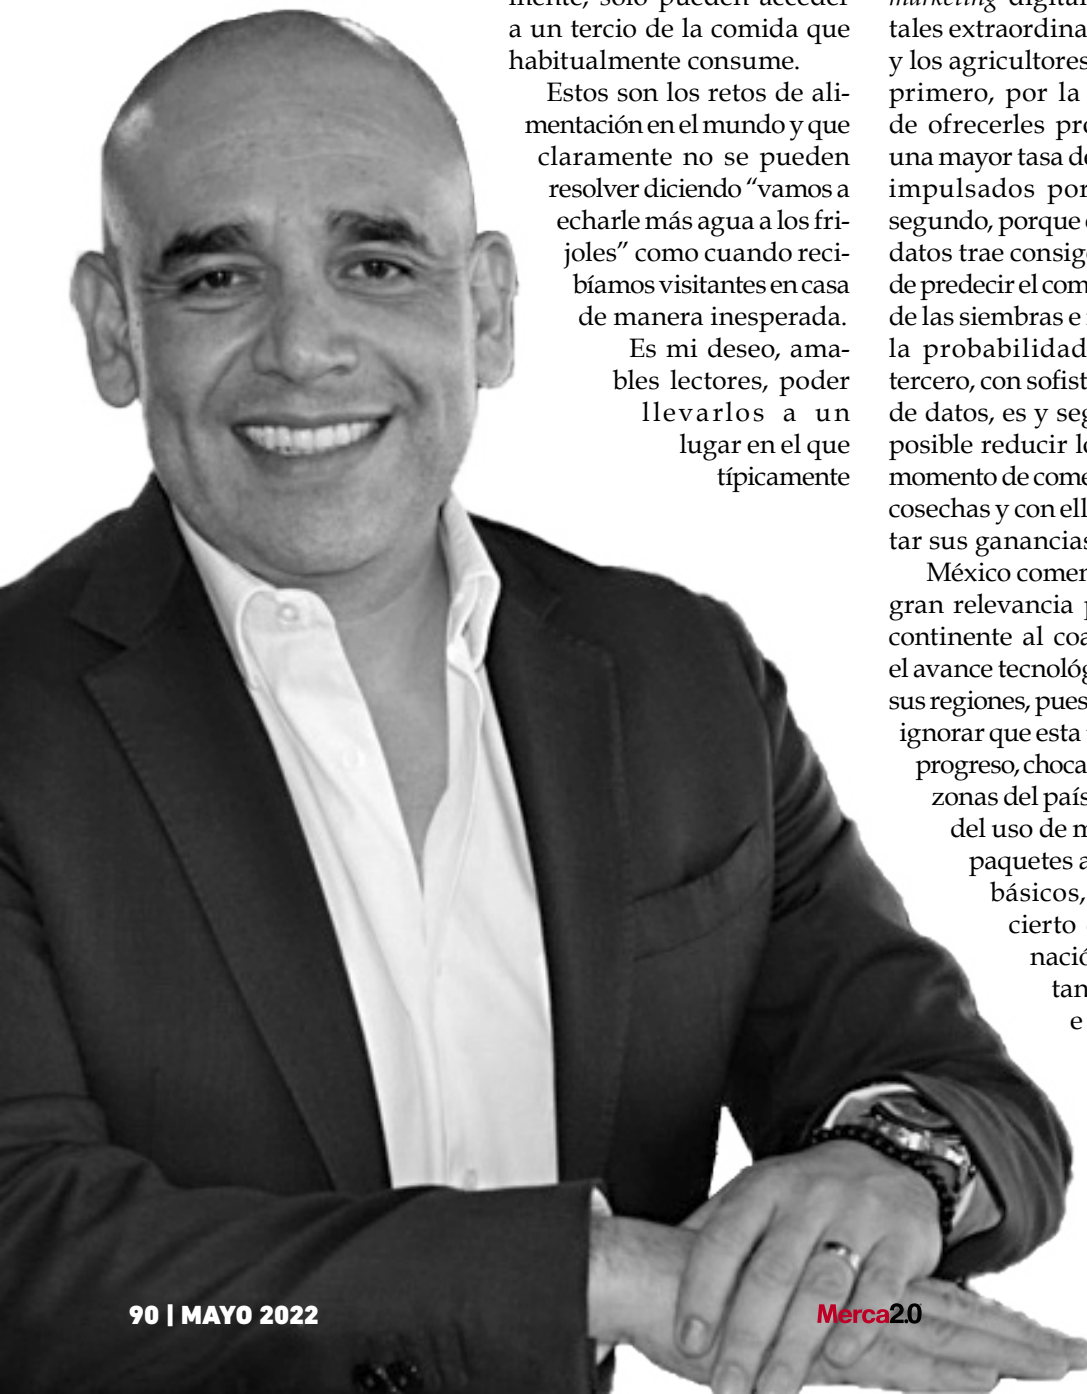 a un tercio de la comida que
habitualmente consume.
Estos son los retos de ali-
mentación en el mundo y que
claramente no se pueden
resolver diciendo “vamos a
echarle más agua a los fri-
joles” como cuando reci-
bíamos visitantes en casa
de manera inesperada.
Es mi deseo, ama-
bles lectores, poder
llevarlos a un
lugar en el que
típicamente
marketing digital
tales extraordina
y los agricultores
primero, por la
de ofrecerles pro
una mayor tasa de
impulsados por
segundo, porque
datos trae consig
de predecir el com
de las siembras e
la probabilidad
tercero, con sofist
de datos, es y seg
posible reducir lo
momento de come
cosechas y con ell
tar sus ganancias
México comen
gran relevancia
continente al coa
el avance tecnológ
sus regiones, pues
ignorar que esta
progreso, choca
zonas del país
del uso de m
paquetes a
básicos,
cierto
nació
tan
e
90 | MAYO 2022
Merca2.0